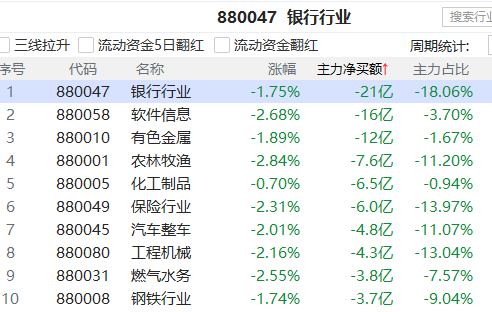 880047 银行行业 搜索行业
三线拉升 流动资金5日翻红 流动资金翻红 周期统计:
序号 代码 名称 涨幅 主力净买额↑ 主力占比
1 880047 银行行业 -1.75% -21亿 -18.06%
2 880058 软件信息 -2.68% -16亿 -3.70%
3 880010 有色金属 -1.89% -12亿 -1.67%
4 880001 农林牧渔 -2.84% -7.6亿 -11.20%
5 880005 化工制品 -0.70% -6.5亿 -0.94%
6 880049 保险行业 -2.31% -6.0亿 -13.97%
7 880045 汽车整车 -2.01% -4.8亿 -11.07%
8 880080 工程机械 -2.16% -4.3亿 -13.04%
9 880031 燃气水务 -2.55% -3.8亿 -7.57%
10 880008 钢铁行业 -1.74% -3.7亿 -9.04%